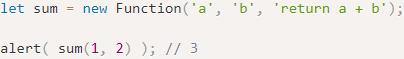 let sum = new Function('a', 'b', 'return a + b');
alert( sum(1, 2) ); // 3